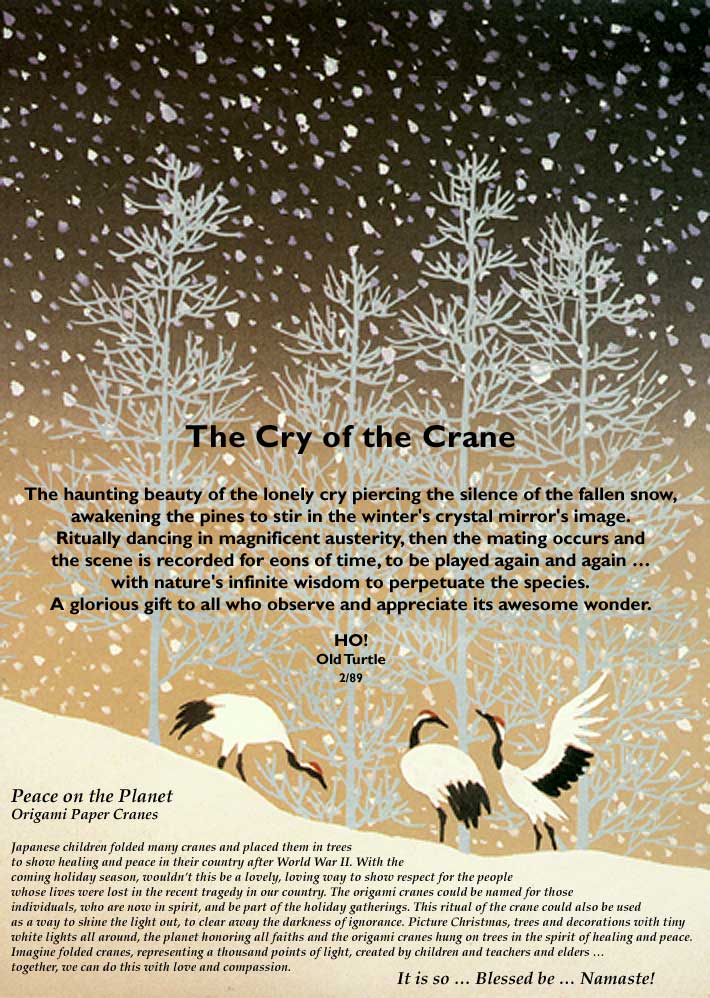 The Cry of the Crane
The haunting beauty of the lonely cry piercing the silence of the fallen snow,
awakening the pines to stir in the winter's crystal mirror's image.
Ritually dancing in magnificent austerity, then the mating occurs and
the scene is recorded for eons of time, to be played again and again …
with nature's infinite wisdom to perpetuate the species.
A glorious gift to all who observe and appreciate its awesome wonder.
HO!
Old Turtle
2/89
Peace on the Planet
Origami Paper Cranes
Japanese children folded many cranes and placed them in trees
to show healing and peace in their country after World War II. With the
coming holiday season, wouldn't this be a lovely, loving way to show respect for the people
whose lives were lost in the recent tragedy in our country. The origami cranes could be named for those
individuals, who are now in spirit, and be part of the holiday gatherings. This ritual of the crane could also be used
as a way to shine the light out, to clear away the darkness of ignorance. Picture Christmas, trees and decorations with tiny
white lights all around, the planet honoring all faiths and the origami cranes hung on trees in the spirit of healing and peace.
Imagine folded cranes, representing a thousand points of light, created by children and teachers and elders …
together, we can do this with love and compassion.
It is so … Blessed be … Namaste!